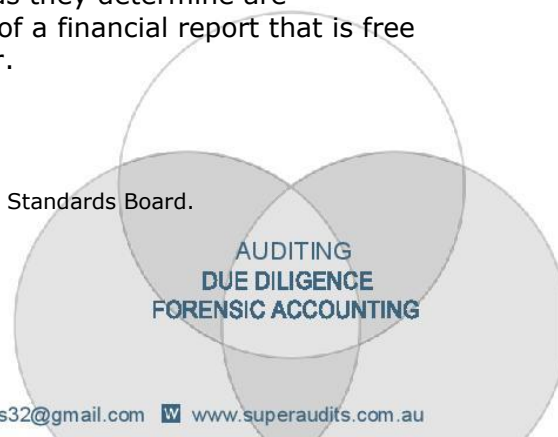 as they determine are
of a financial report that is free
Standards Board.
AUDITING
DUE DILIGENCE
FORENSIC ACCOUNTING
s32@gmail.com W www.superaudits.com.au